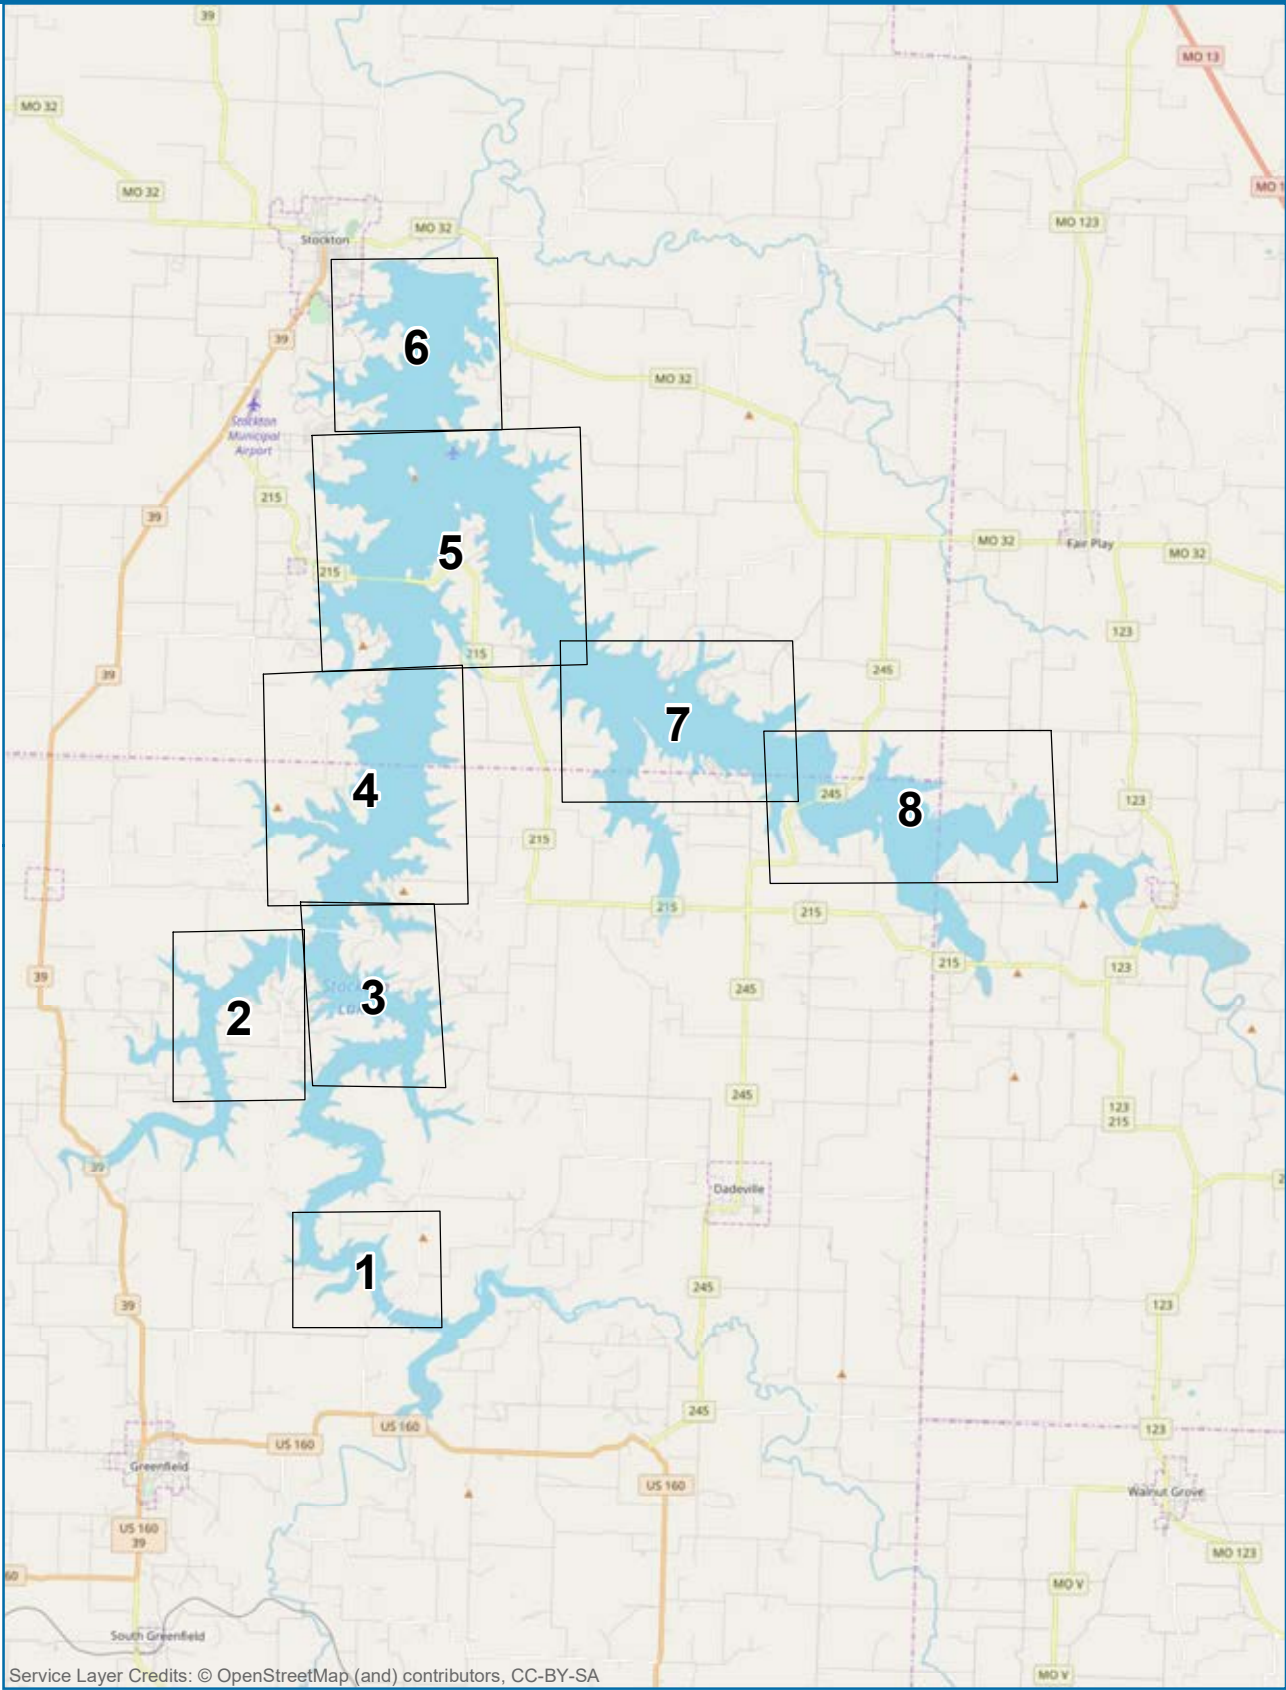 39
MO 13
MO 32
MO 1
MO 32
MO 123
MO 32
Stockton
6
39
MO 32
Stockton
Municipal
Airport
215
39
5
MO 32
Fair Play
MO 32
215
123
215
245
39
7
4
245
8
123
215
215
215
39
2
3
215
123
245
245
123
215
39
2
Dadeville
1
245
39
123
245
US 160
123
US 160
Greenfield
US 160
Walnut Grove
US 160
39
MO 123
60
MO V
South Greenfield
MO V
Service Layer Credits: © OpenStreetMap (and) contributors, CC-BY-SA